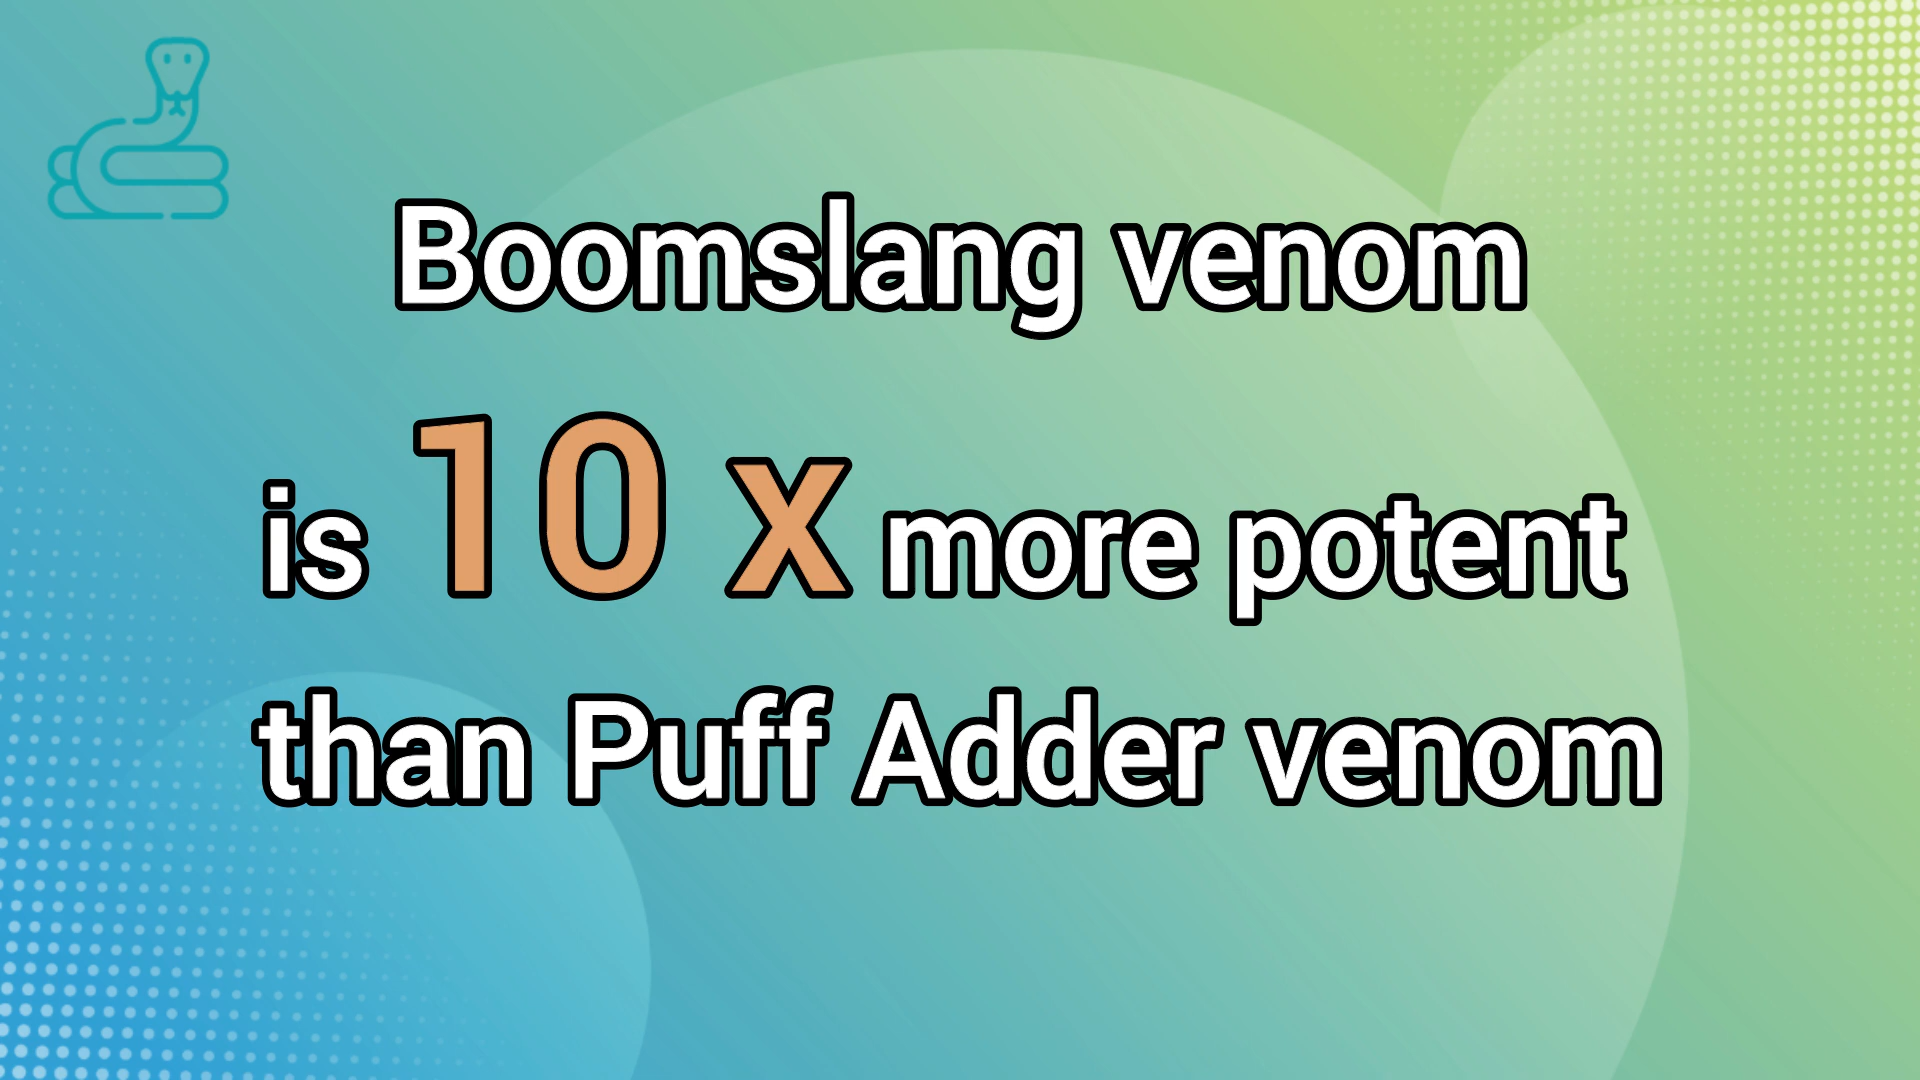 Boomslang venom
is 10 x more potent
than Puff Adder venom